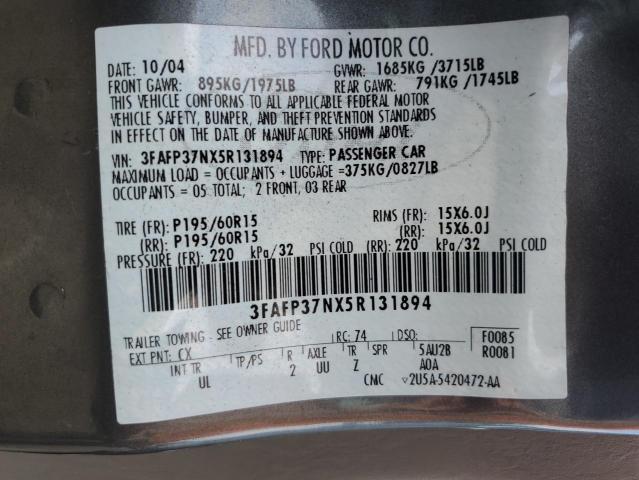 MFD. BY FORD MOTOR CO.
DATE: 10/04 GVWR: 1685KG /3715LB
FRONT GAWR: 895KG/1975LB REAR GAWR: 791KG /1745LB
THIS VEHICLE CONFORMS TO ALL APPLICABLE FEDERAL MOTOR
VEHICLE SAFETY, BUMPER, AND THEFT PREVENTION STANDARDS
IN EFFECT ON THE DATE OF MANUFACTURE SHOWN ABOVE.
VIN: 3FAFP37NX5R131894 TYPE: PASSENGER CAR
MAXIMUM LOAD = OCCUPANTS + LUGGAGE =375KG/0827LB
OCCUPANTS = 05 TOTAL; 2 FRONT, 03 REAR
TIRE (FR): P195/60R15 RIMS (FR): 15X6.0J
(RR): P195/60R15 (RR): 15X6.0J
PRESSURE (FR): 220 kPa/32 PSI COLD (RR): 220 kPa/32 PSI COLD
3FAFP37NX5R131894
TRAILER TOWING - SEE OWNER GUIDE
EXT PNT: CX RC: 74 DSO: F0085
INT TR TP/PS R AXLE TR SPR 5AU2B R0081
UL 2 UU Z A0A
CMC 2U5A-5420472-AA